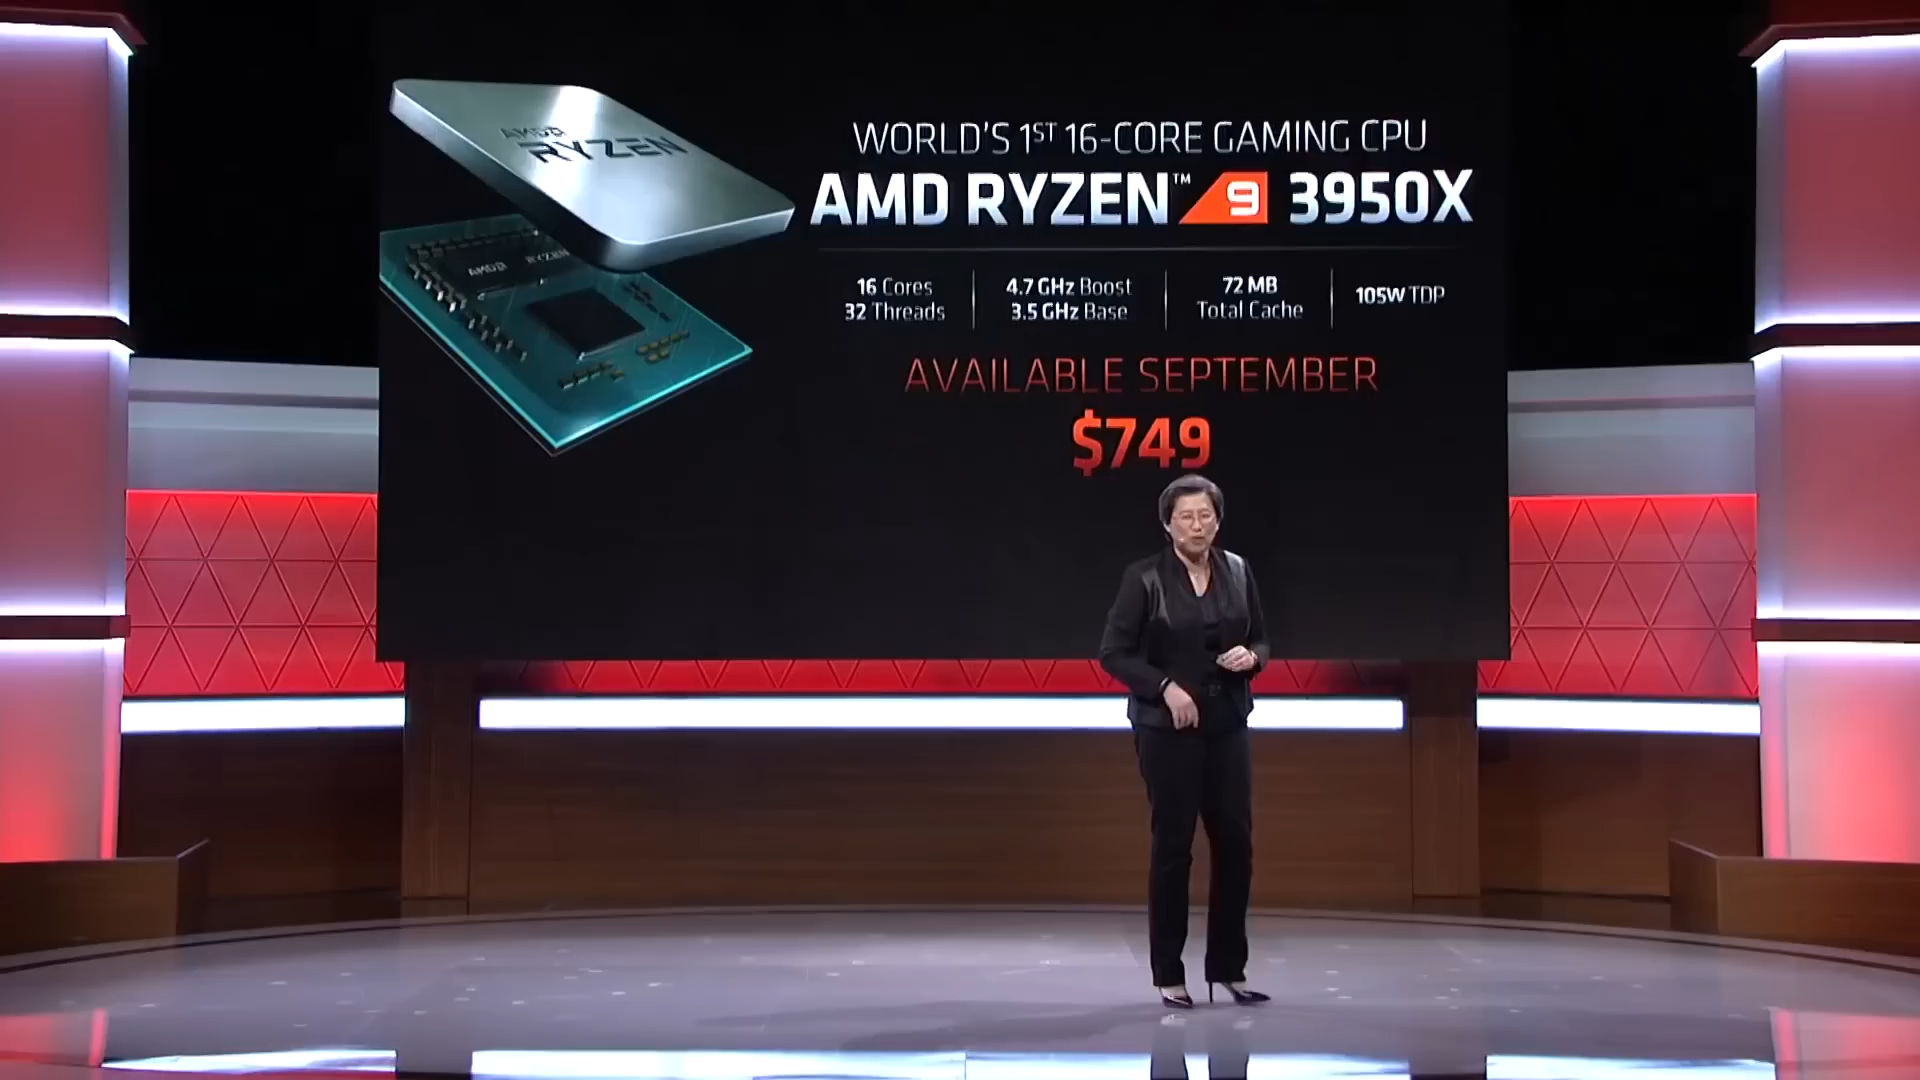 AMD
RYZEN
AMD RYZEN
WORLD'S 1ST 16-CORE GAMING CPU
AMD RYZEN™ 9 3950X
16 Cores
32 Threads
4.7 GHz Boost
3.5 GHz Base
72 MB
Total Cache
105W TDP
AVAILABLE SEPTEMBER
$749